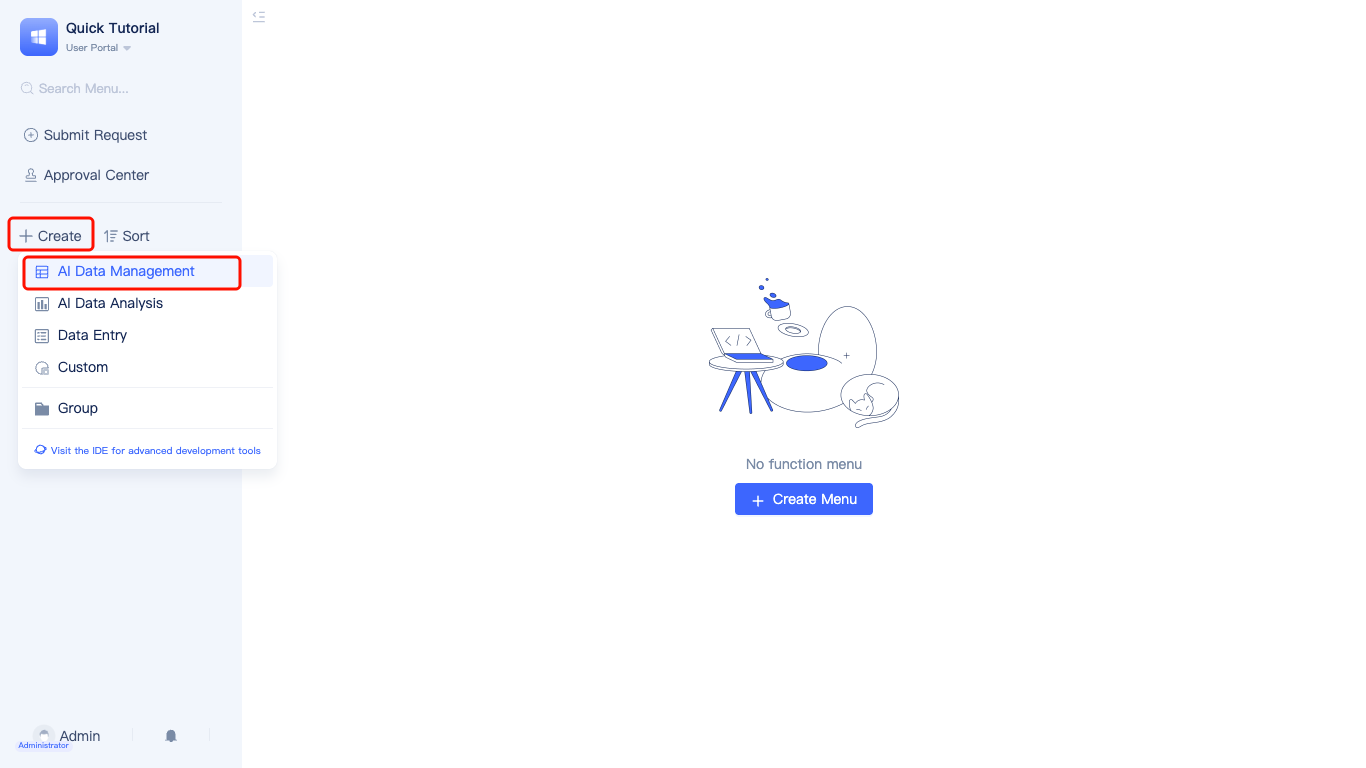 Quick Tutorial
User Portal
Search Menu...
Submit Request
Approval Center
Create Sort
AI Data Management
AI Data Analysis
Data Entry
Custom
Group
Visit the IDE for advanced development tools
</>
No function menu
Create Menu
Admin
Administrator